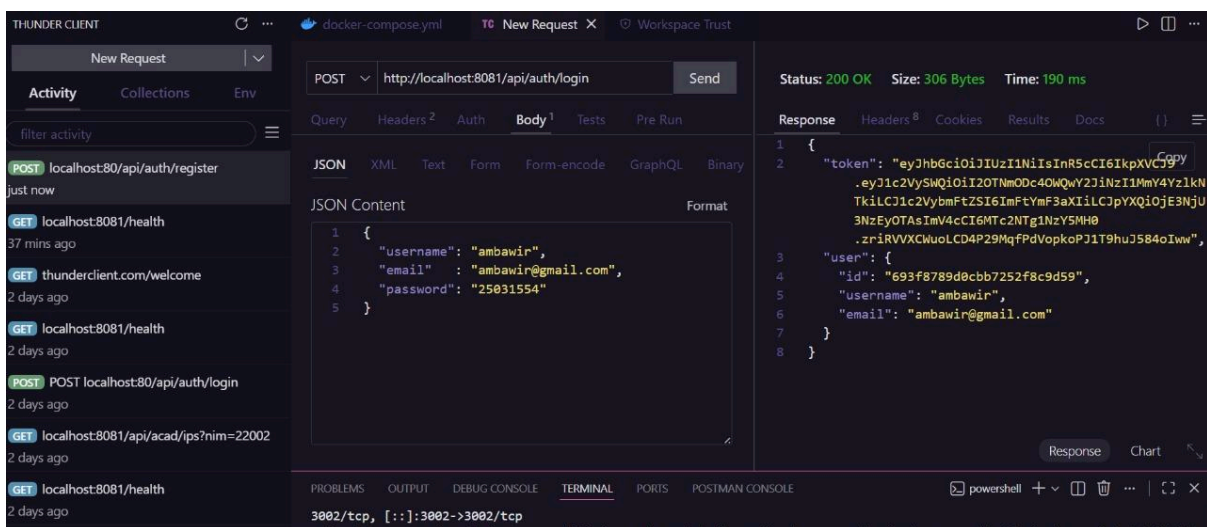 THUNDER CLIENT
New Request
Activity Collections Env
filter activity
POST localhost:80/api/auth/register
just now
GET localhost:8081/health
37 mins ago
GET thunderclient.com/welcome
2 days ago
GET localhost:8081/health
2 days ago
POST POST localhost:80/api/auth/login
2 days ago
GET localhost:8081/api/acad/ips?nim=22002
2 days ago
GET localhost:8081/health
2 days ago
docker-compose.yml TC New Request Workspace Trust
POST http://localhost:8081/api/auth/login Send
Query Headers 2 Auth Body 1 Tests Pre Run
JSON XML Text Form Form-encode GraphQL Binary
JSON Content Format
1 {
2 "username": "ambawir",
3 "email" : "ambawir@gmail.com",
4 "password": "25031554"
5 }
Status: 200 OK Size: 306 Bytes Time: 190 ms
Response Headers 8 Cookies Results Docs { }
Copy
1 {
2 "token": "eyJhbGciOiJIUzI1NiIsInR5cCI6IkpXVCJ9
.eyJ1c2VySWQiOiI2OTNmODc4OWQwY2JiNzI1MmY4YzlkN
TkiLCJ1c2VybmFtZSI6ImFtYmF3aXIiLCJpYXQiOjE3NjU
3NzEyOTAsImV4cCI6MTc2NTg1NzY5MH0
.zriRVVXCWuoLCD4P29MqfPdVopkoPJ1T9huJ584oIww",
3 "user": {
4 "id": "693f8789d0cbb7252f8c9d59",
5 "username": "ambawir",
6 "email": "ambawir@gmail.com"
7 }
8 }
Response Chart
PROBLEMS OUTPUT DEBUG CONSOLE TERMINAL PORTS POSTMAN CONSOLE powershell
3002/tcp, [::]:3002->3002/tcp